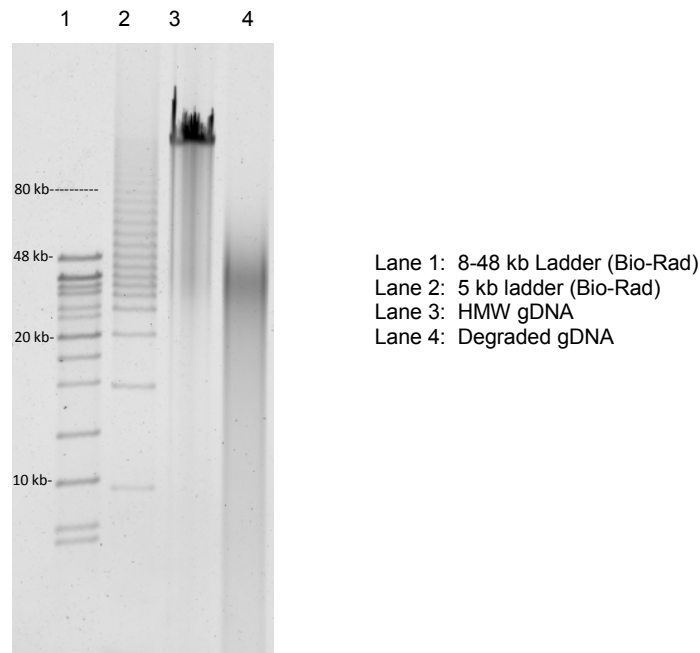 1 2 3 4
80 kb----------
48 kb-
20 kb-
10 kb-
Lane 1: 8-48 kb Ladder (Bio-Rad)
Lane 2: 5 kb ladder (Bio-Rad)
Lane 3: HMW gDNA
Lane 4: Degraded gDNA